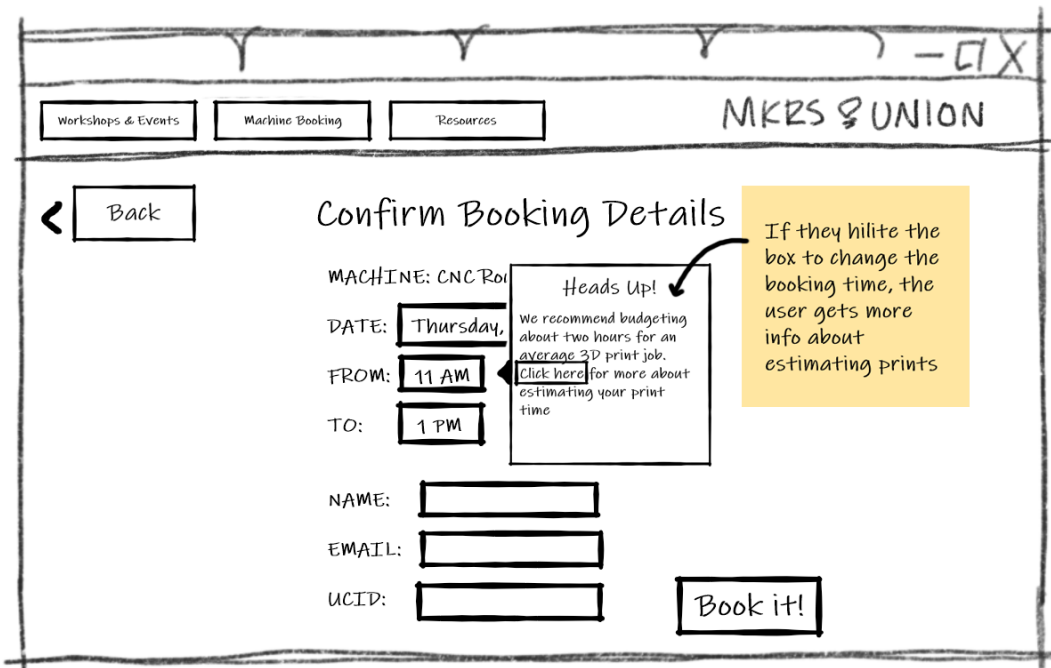 Workshops & Events
Machine Booking
Resources
MKRS UNION
Back
Confirm Booking Details
MACHINE: CNC Rou
DATE: Thursday,
FROM: 11 AM
TO: 1 PM
Heads Up!
We recommend budgeting
about two hours for an
average 3D print job.
Click here for more about
estimating your print
time
If they hilite the
box to change the
booking time, the
user gets more
info about
estimating prints
NAME:
EMAIL:
UCID:
Book it!